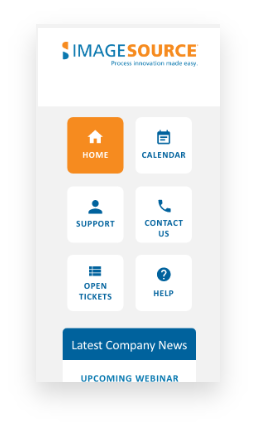 IMAGESOURCE
Process innovation made easy.
HOME
CALENDAR
SUPPORT
CONTACT
US
OPEN
TICKETS
HELP
Latest Company News
UPCOMING WEBINAR